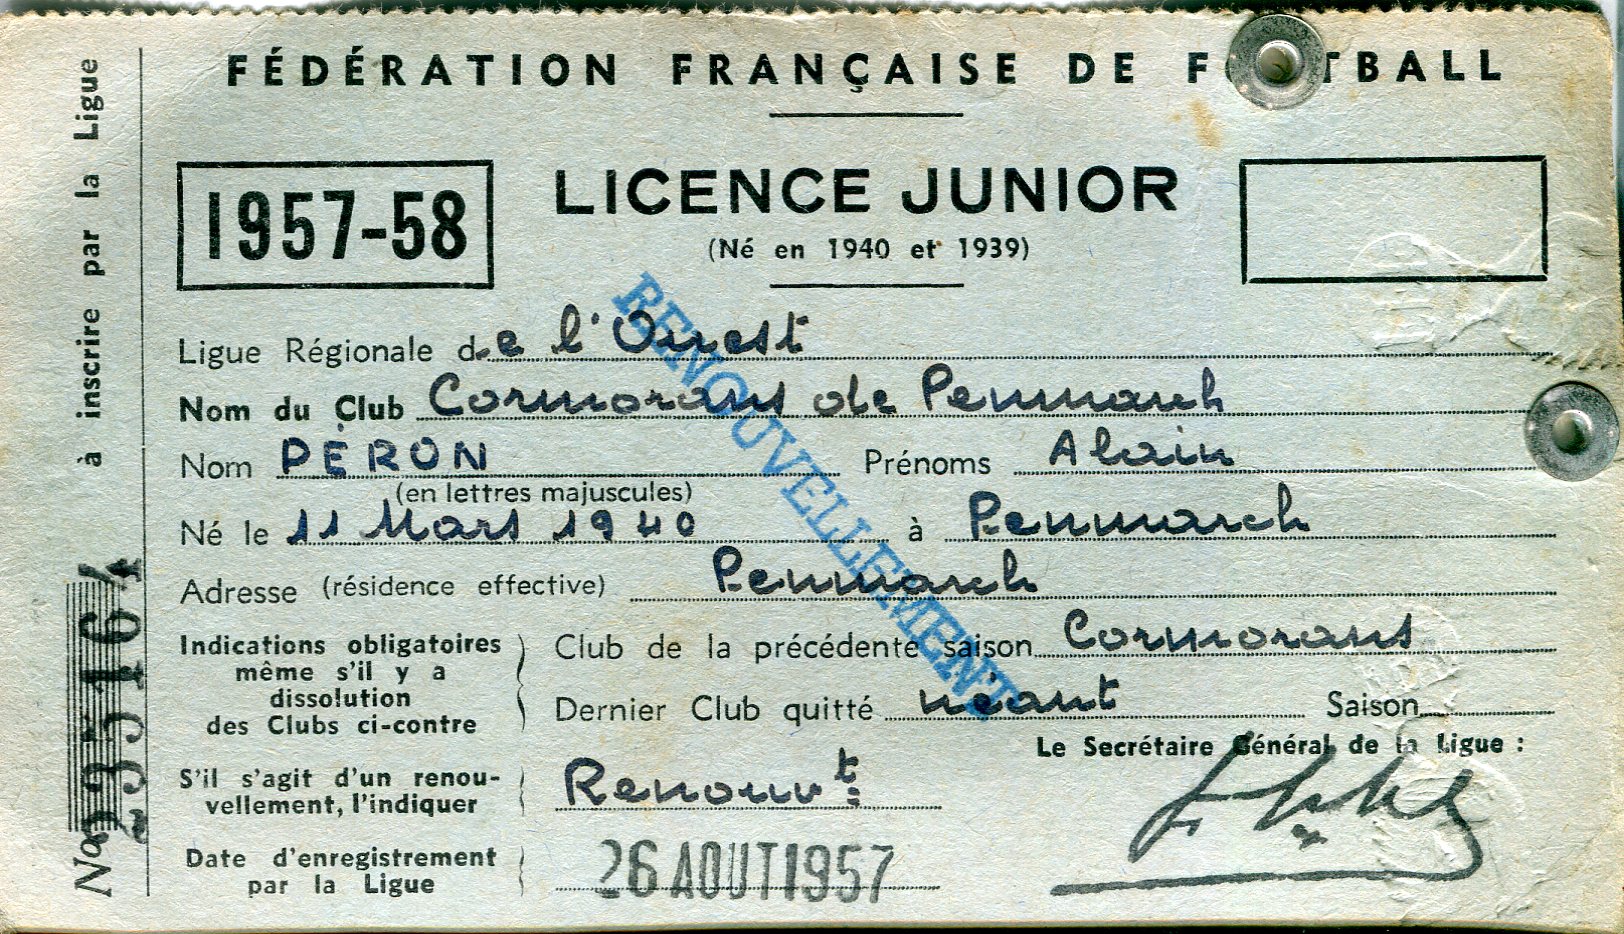 FÉDÉRATION FRANÇAISE DE FOOTBALL
1957-58
LICENCE JUNIOR
(Né en 1940 et 1939)
Ligue Régionale de l'Ouest
Nom du Club Cormorans de Penmarch
Nom PÉRON Prénoms Alain
(en lettres majuscules)
Né le 11 Mars 1940 à Penmarch
Adresse (résidence effective) Penmarch
Indications obligatoires
même s'il y a
dissolution
des Clubs ci-contre
Club de la précédente saison Cormorans
Dernier Club quitté néant Saison
Le Secrétaire Général de la Ligue :
S'il s'agit d'un renou-
vellement, l'indiquer
Renouvt:
Date d'enregistrement
par la Ligue
26 AOUT 1957
RENOUVELLEMENT
à inscrire par la Ligue
No